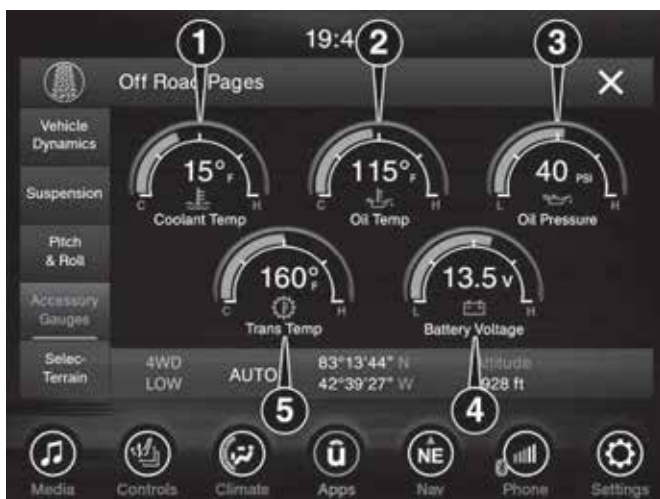 19:4
1
2
3
Off Road Pages
Vehicle
Dynamics
Suspension
Pitch
& Roll
Accessory
Gauges
Selec-
Terrain
15° F
C H
Coolant Temp
115° F
C H
Oil Temp
40 PSI
L H
Oil Pressure
160° F
C H
Trans Temp
13.5 v
L H
Battery Voltage
4WD
LOW
AUTO
83°13'44" N
42°39'27" W
Altitude
928 ft
5
4
û
NE
Media Controls Climate Apps Nav Phone Settings